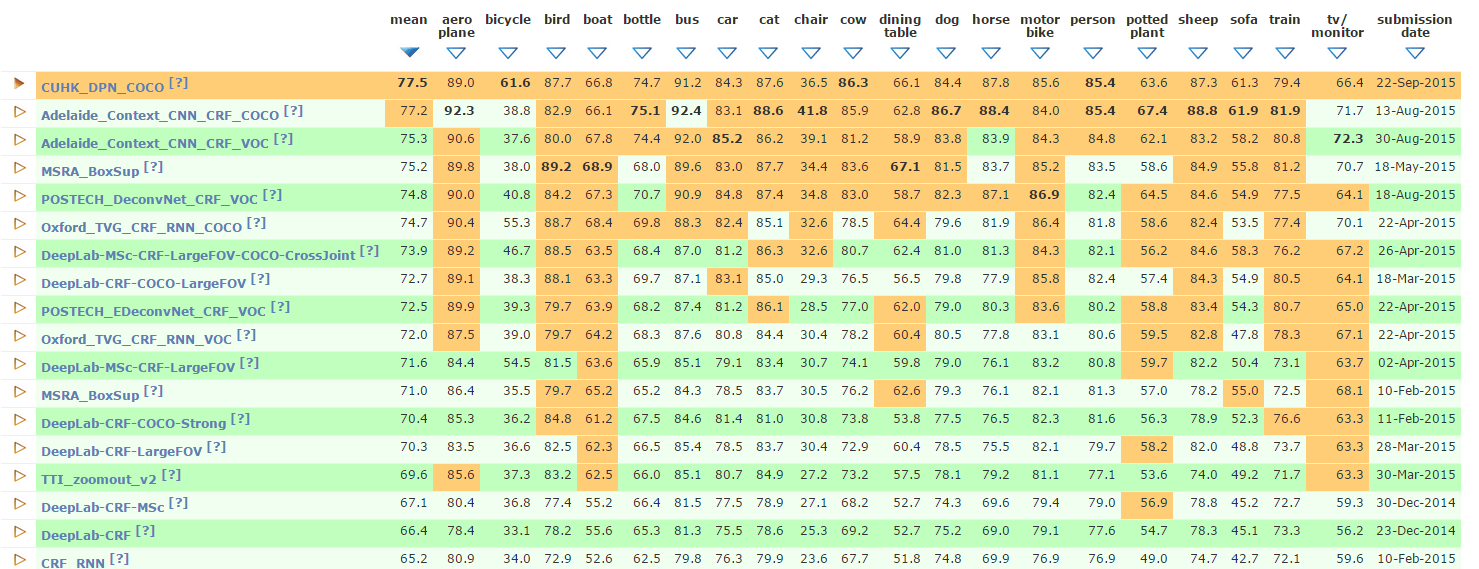 mean aero plane bicycle bird boat bottle bus car cat chair cow dining table dog horse motor bike person potted plant sheep sofa train tv/ monitor submission date
CUHK_DPN_COCO [?] 77.5 89.0 61.6 87.7 66.8 74.7 91.2 84.3 87.6 36.5 86.3 66.1 84.4 87.8 85.6 85.4 63.6 87.3 61.3 79.4 66.4 22-Sep-2015
Adelaide_Context_CNN_CRF_COCO [?] 77.2 92.3 38.8 82.9 66.1 75.1 92.4 83.1 88.6 41.8 85.9 62.8 86.7 88.4 84.0 85.4 67.4 88.8 61.9 81.9 71.7 13-Aug-2015
Adelaide_Context_CNN_CRF_VOC [?] 75.3 90.6 37.6 80.0 67.8 74.4 92.0 85.2 86.2 39.1 81.2 58.9 83.8 83.9 84.3 84.8 62.1 83.2 58.2 80.8 72.3 30-Aug-2015
MSRA_BoxSup [?] 75.2 89.8 38.0 89.2 68.9 68.0 89.6 83.0 87.7 34.4 83.6 67.1 81.5 83.7 85.2 83.5 58.6 84.9 55.8 81.2 70.7 18-May-2015
POSTECH_DeconvNet_CRF_VOC [?] 74.8 90.0 40.8 84.2 67.3 70.7 90.9 84.8 87.4 34.8 83.0 58.7 82.3 87.1 86.9 82.4 64.5 84.6 54.9 77.5 64.1 18-Aug-2015
Oxford_TVG_CRF_RNN_COCO [?] 74.7 90.4 55.3 88.7 68.4 69.8 88.3 82.4 85.1 32.6 78.5 64.4 79.6 81.9 86.4 81.8 58.6 82.4 53.5 77.4 70.1 22-Apr-2015
DeepLab-MSc-CRF-LargeFOV-COCO-CrossJoint [?] 73.9 89.2 46.7 88.5 63.5 68.4 87.0 81.2 86.3 32.6 80.7 62.4 81.0 81.3 84.3 82.1 56.2 84.6 58.3 76.2 67.2 26-Apr-2015
DeepLab-CRF-COCO-LargeFOV [?] 72.7 89.1 38.3 88.1 63.3 69.7 87.1 83.1 85.0 29.3 76.5 56.5 79.8 77.9 85.8 82.4 57.4 84.3 54.9 80.5 64.1 18-Mar-2015
POSTECH_EDeconvNet_CRF_VOC [?] 72.5 89.9 39.3 79.7 63.9 68.2 87.4 81.2 86.1 28.5 77.0 62.0 79.0 80.3 83.6 80.2 58.8 83.4 54.3 80.7 65.0 22-Apr-2015
Oxford_TVG_CRF_RNN_VOC [?] 72.0 87.5 39.0 79.7 64.2 68.3 87.6 80.8 84.4 30.4 78.2 60.4 80.5 77.8 83.1 80.6 59.5 82.8 47.8 78.3 67.1 22-Apr-2015
DeepLab-MSc-CRF-LargeFOV [?] 71.6 84.4 54.5 81.5 63.6 65.9 85.1 79.1 83.4 30.7 74.1 59.8 79.0 76.1 83.2 80.8 59.7 82.2 50.4 73.1 63.7 02-Apr-2015
MSRA_BoxSup [?] 71.0 86.4 35.5 79.7 65.2 65.2 84.3 78.5 83.7 30.5 76.2 62.6 79.3 76.1 82.1 81.3 57.0 78.2 55.0 72.5 68.1 10-Feb-2015
DeepLab-CRF-COCO-Strong [?] 70.4 85.3 36.2 84.8 61.2 67.5 84.6 81.4 81.0 30.8 73.8 53.8 77.5 76.5 82.3 81.6 56.3 78.9 52.3 76.6 63.3 11-Feb-2015
DeepLab-CRF-LargeFOV [?] 70.3 83.5 36.6 82.5 62.3 66.5 85.4 78.5 83.7 30.4 72.9 60.4 78.5 75.5 82.1 79.7 58.2 82.0 48.8 73.7 63.3 28-Mar-2015
TTI_zoomout_v2 [?] 69.6 85.6 37.3 83.2 62.5 66.0 85.1 80.7 84.9 27.2 73.2 57.5 78.1 79.2 81.1 77.1 53.6 74.0 49.2 71.7 63.3 30-Mar-2015
DeepLab-CRF-MSc [?] 67.1 80.4 36.8 77.4 55.2 66.4 81.5 77.5 78.9 27.1 68.2 52.7 74.3 69.6 79.4 79.0 56.9 78.8 45.2 72.7 59.3 30-Dec-2014
DeepLab-CRF [?] 66.4 78.4 33.1 78.2 55.6 65.3 81.3 75.5 78.6 25.3 69.2 52.7 75.2 69.0 79.1 77.6 54.7 78.3 45.1 73.3 56.2 23-Dec-2014
CRF_RNN [?] 65.2 80.9 34.0 72.9 52.6 62.5 79.8 76.3 79.9 23.6 67.7 51.8 74.8 69.9 76.9 76.9 49.0 74.7 42.7 72.1 59.6 10-Feb-2015